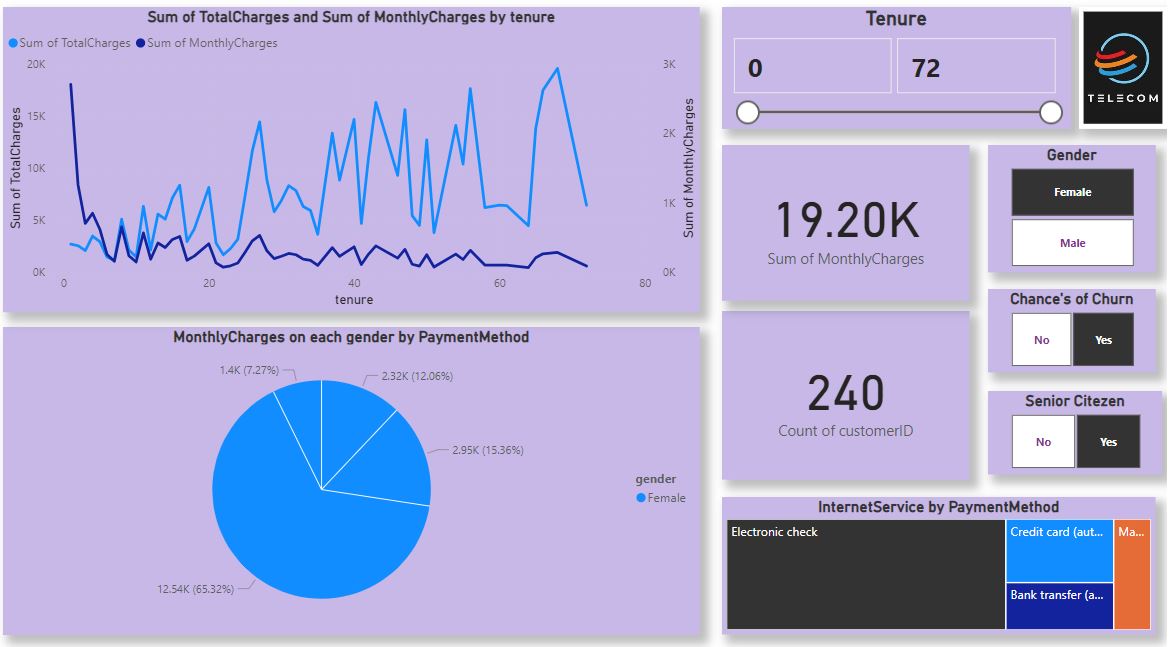 Sum of TotalCharges and Sum of MonthlyCharges by tenure
Sum of TotalCharges Sum of MonthlyCharges
20K
15K
10K
5K
0K
Sum of TotalCharges
3K
2K
1K
0K
Sum of MonthlyCharges
0 20 40 60 80
tenure
MonthlyCharges on each gender by PaymentMethod
1.4K (7.27%)
2.32K (12.06%)
2.95K (15.36%)
12.54K (65.32%)
gender
Female
Tenure
0 72
TELECOM
19.20K
Sum of MonthlyCharges
240
Count of customerID
Gender
Female
Male
Chance's of Churn
No Yes
Senior Citezen
No Yes
InternetService by PaymentMethod
Electronic check
Credit card (aut...
Bank transfer (a...
Ma...